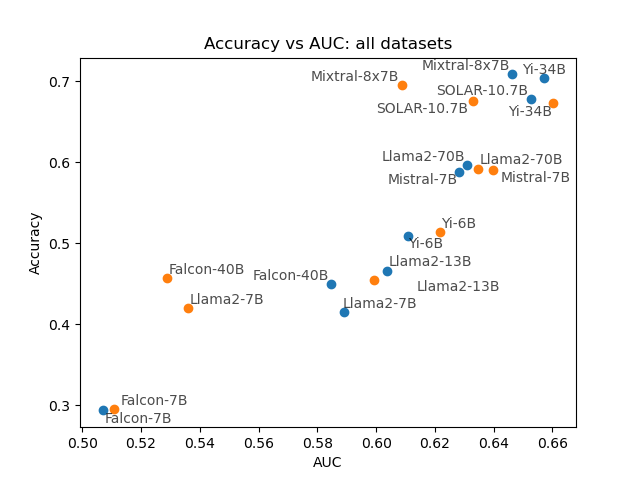 Accuracy vs AUC: all datasets
Mixtral-8x7B
Yi-34B
Mixtral-8x7B
SOLAR-10.7B
SOLAR-10.7B
Yi-34B
Llama2-70B
Llama2-70B
Mistral-7B
Mistral-7B
Yi-6B
Yi-6B
Llama2-13B
Falcon-40B
Falcon-40B
Llama2-13B
Llama2-7B
Llama2-7B
Falcon-7B
Falcon-7B
0.7
0.6
0.5
0.4
0.3
Accuracy
0.50 0.52 0.54 0.56 0.58 0.60 0.62 0.64 0.66
AUC